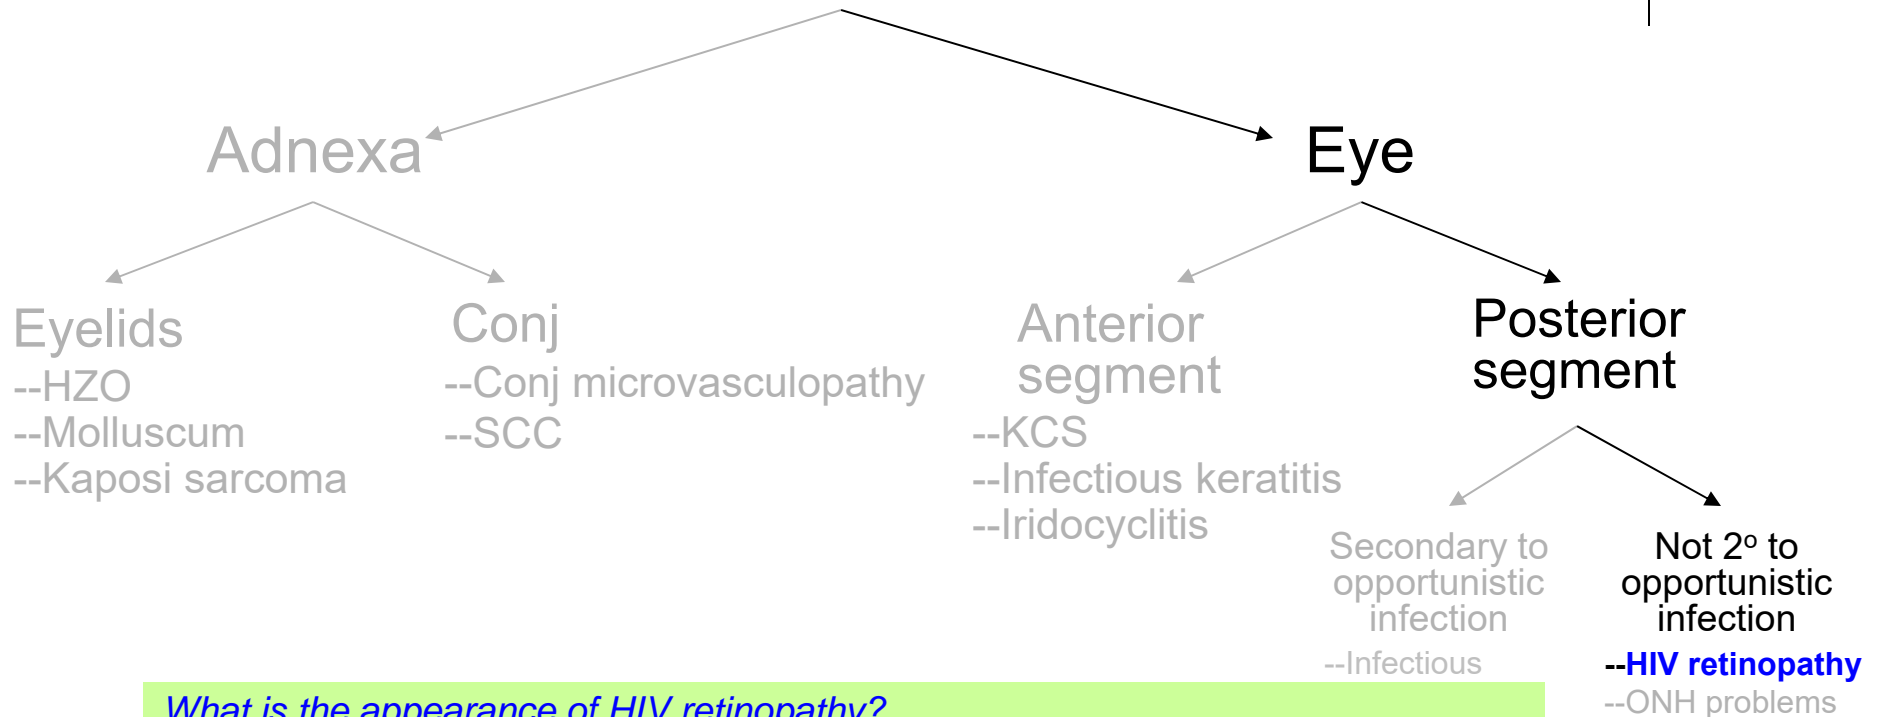 Adnexa
Eye
Eyelids
--HZO
--Molluscum
--Kaposi sarcoma
Conj
--Conj microvasculopathy
--SCC
Anterior
segment
--KCS
--Infectious keratitis
--Iridocyclitis
Posterior
segment
Secondary to
opportunistic
infection
--Infectious
Not 2º to
opportunistic
infection
--HIV retinopathy
--ONH problems
What is the appearance of HIV retinopathy?